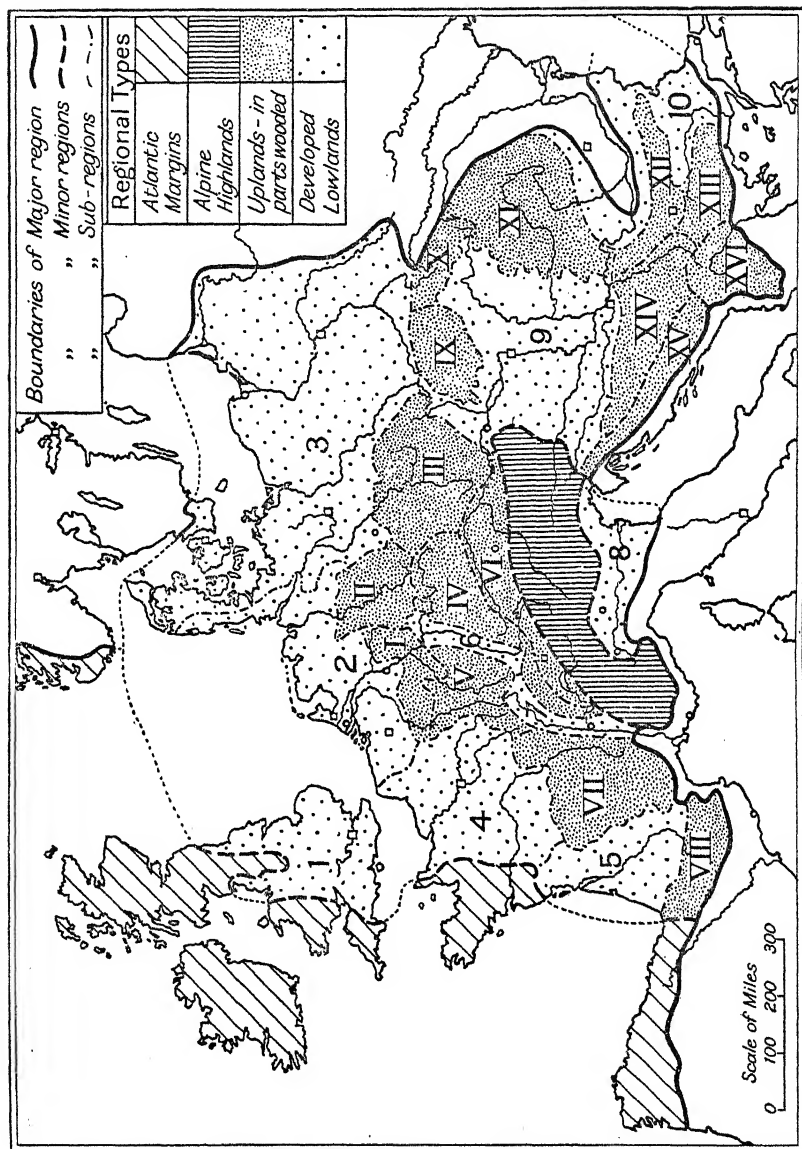 Boundaries of Major region
„ „ Minor regions
„ „ Sub-regions
Regional Types
Atlantic Margins
Alpine Highlands
Uplands – in parts wooded
Developed Lowlands
1
2
3
4
5
6
7
8
9
10
I
II
III
IV
V
VI
VII
VIII
IX
X
XI
XII
XIII
XIV
XV
XVI
Scale of Miles
0 100 200 300